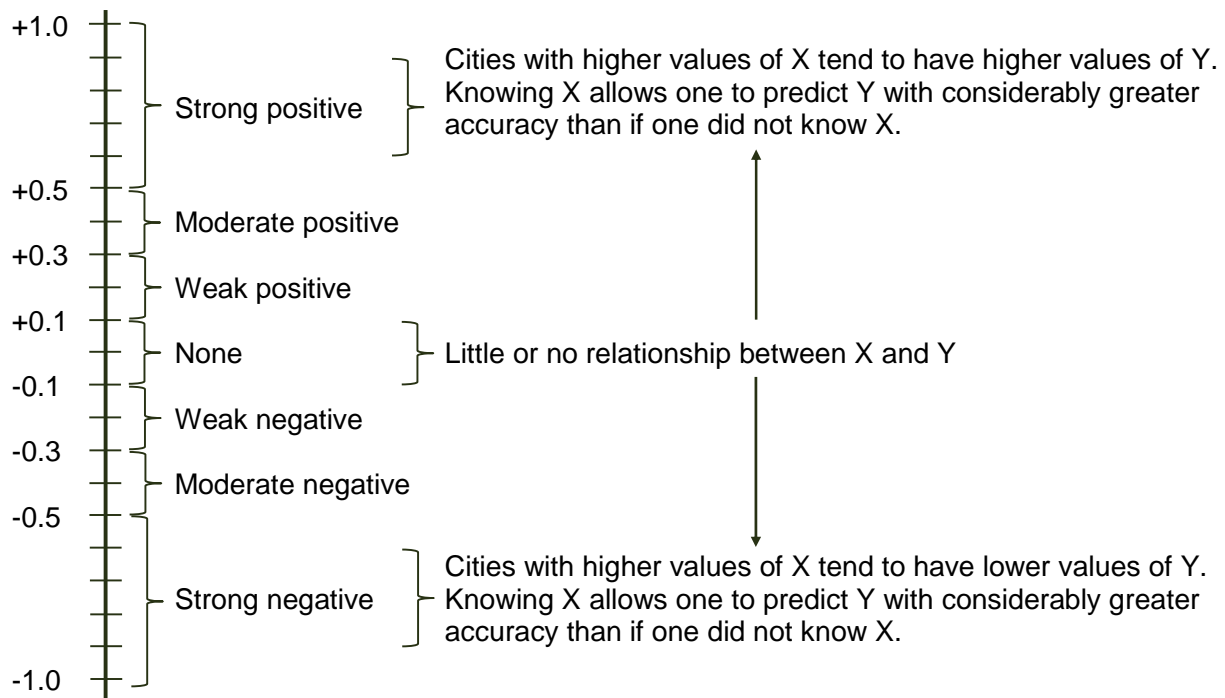 +1.0
Cities with higher values of X tend to have higher values of Y.
Knowing X allows one to predict Y with considerably greater
accuracy than if one did not know X.
Strong positive
+0.5
Moderate positive
+0.3
Weak positive
+0.1
None
Little or no relationship between X and Y
-0.1
Weak negative
-0.3
Moderate negative
-0.5
Cities with higher values of X tend to have lower values of Y.
Knowing X allows one to predict Y with considerably greater
accuracy than if one did not know X.
Strong negative
-1.0